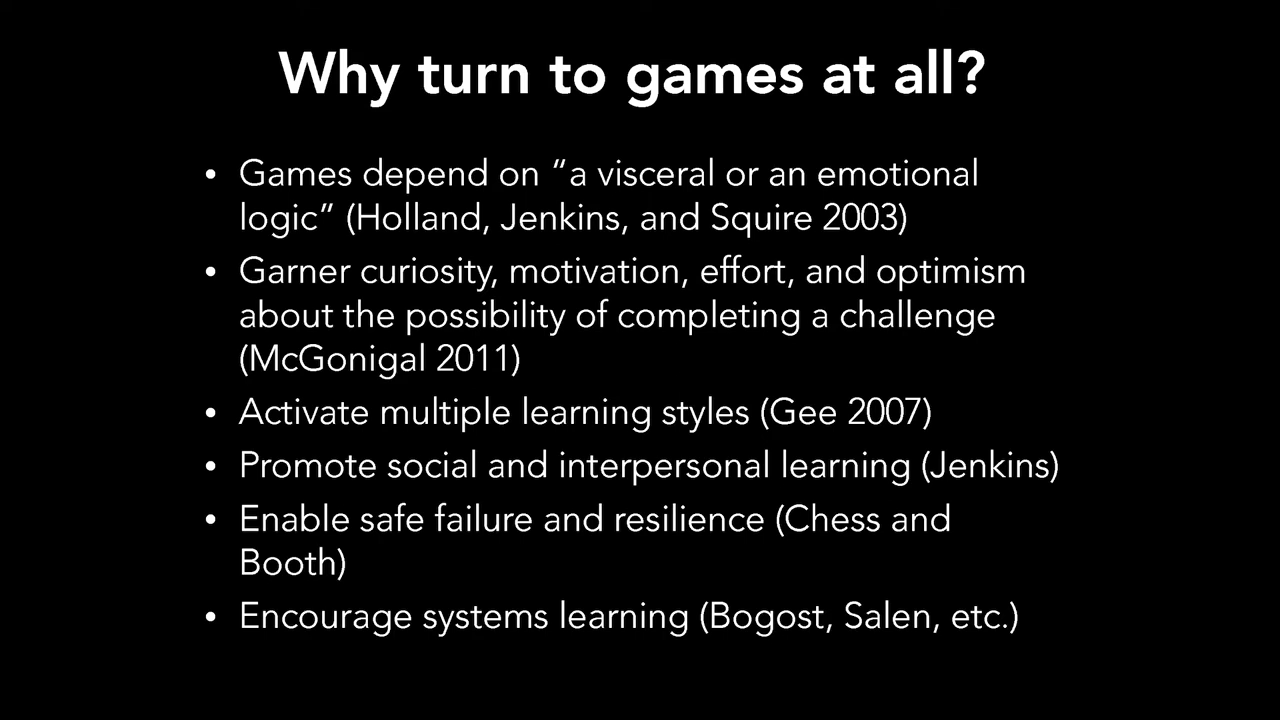 Why turn to games at all?
• Games depend on “a visceral or an emotional
logic” (Holland, Jenkins, and Squire 2003)
• Garner curiosity, motivation, effort, and optimism
about the possibility of completing a challenge
(McGonigal 2011)
• Activate multiple learning styles (Gee 2007)
• Promote social and interpersonal learning (Jenkins)
• Enable safe failure and resilience (Chess and
Booth)
• Encourage systems learning (Bogost, Salen, etc.)